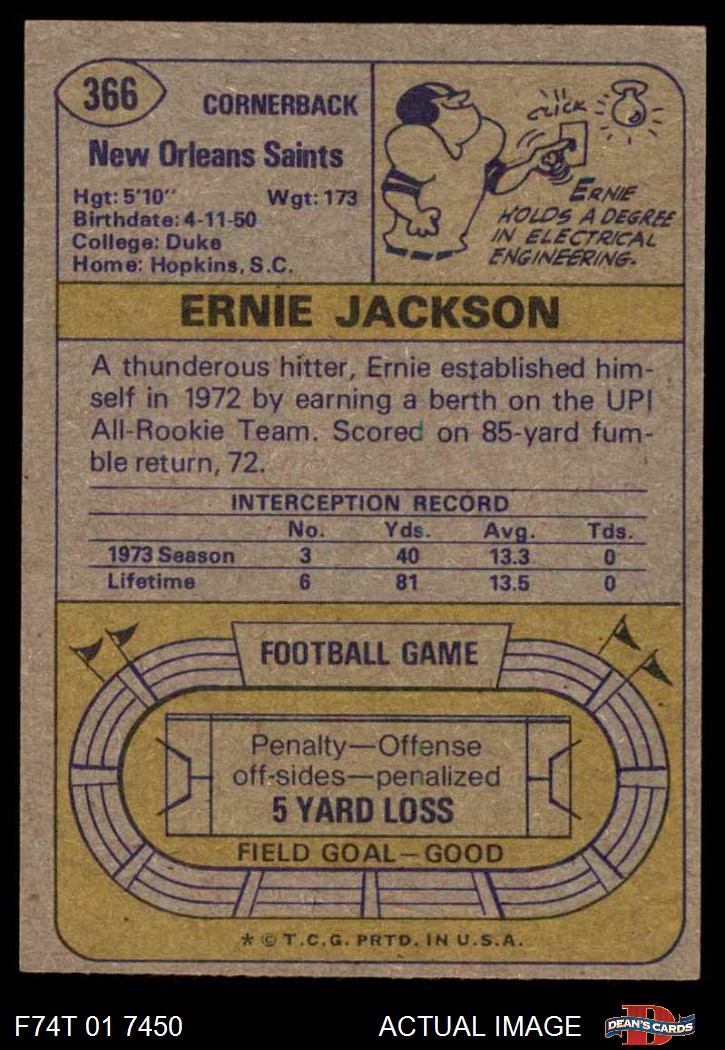 366
CORNERBACK
New Orleans Saints
Hgt: 5'10" Wgt: 173
Birthdate: 4-11-50
College: Duke
Home: Hopkins, S.C.
CLICK
ERNIE
HOLDS A DEGREE
IN ELECTRICAL
ENGINEERING.
ERNIE JACKSON
A thunderous hitter, Ernie established him-
self in 1972 by earning a berth on the UPI
All-Rookie Team. Scored on 85-yard fum-
ble return, 72.
INTERCEPTION RECORD
No. Yds. Avg. Tds.
1973 Season 3 40 13.3 0
Lifetime 6 81 13.5 0
FOOTBALL GAME
Penalty—Offense
off-sides—penalized
5 YARD LOSS
FIELD GOAL—GOOD
* © T.C.G. PRTD. IN U.S.A.
F74T 01 7450 ACTUAL IMAGE
D
DEAN'S CARDS